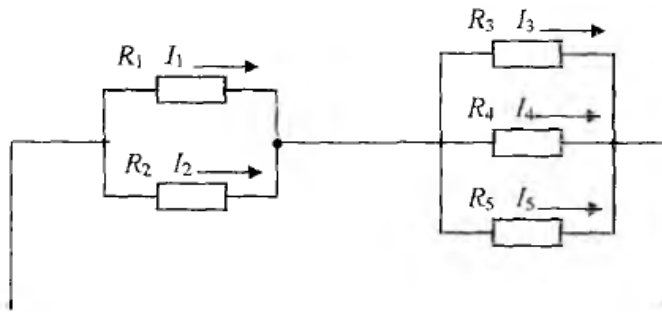 R₁ I₁
R₂ I₂
R₃ I₃
R₄ I₄
R₅ I₅